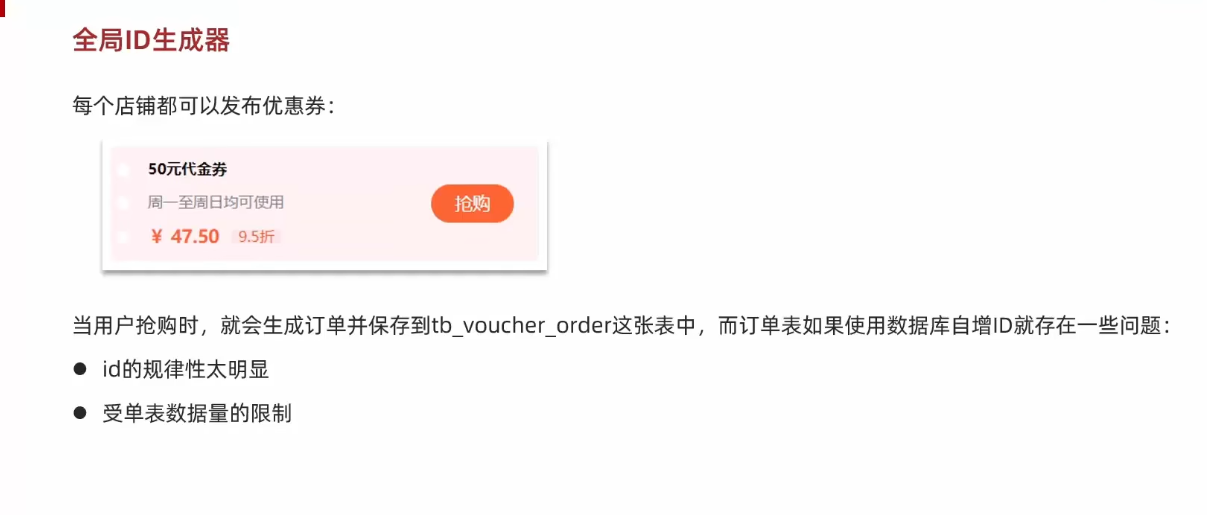 全局ID生成器
每个店铺都可以发布优惠券：
50元代金券
周一至周日均可使用
抢购
¥ 47.50 9.5折
当用户抢购时，就会生成订单并保存到tb_voucher_order这张表中，而订单表如果使用数据库自增ID就存在一些问题：
● id的规律性太明显
● 受单表数据量的限制